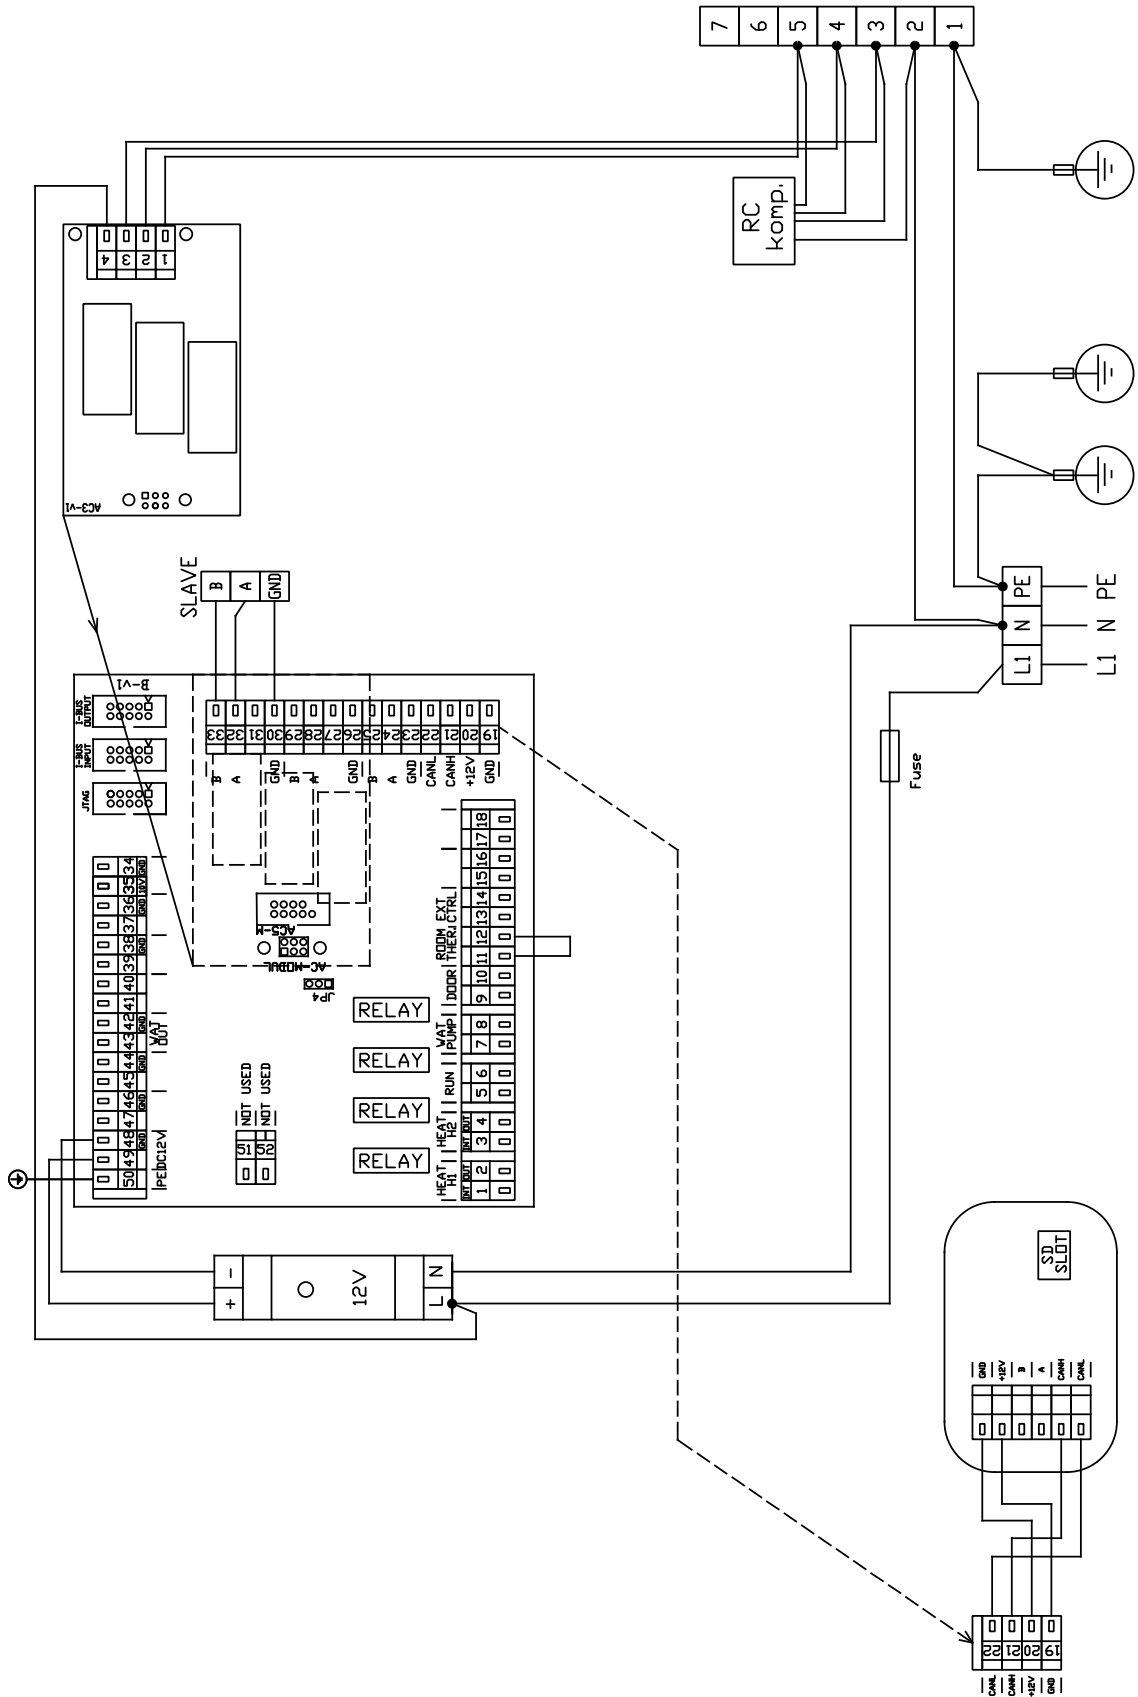 7 6 5 4 3 2 1
RC
komp.
4 3 2 1
AC3-v1
SLAVE
B A GND
PE N L1
PE
N
L1
Fuse
B-v1
I-BUS
OUTPUT
I-BUS
INPUT
JTAG
33 32 31 30 29 28 27 26 25 24 23 22 21 20 19
B A GND B A GND B A GND CANL CANH +12V GND
34 35 36 37 38 39 40 41 42 43 44 45 46 47 48 49 50
GND 10V GND GND GND GND GND GND
WAT
OUT
DC12V
PE
AC5-M
AC-MODUL
JP4
RELAY
RELAY
RELAY
RELAY
NOT USED
NOT USED
51 52
18 17 16 15 14 13 12 11 10 9 8 7 6 5 4 3 2 1
EXT
CTRL
ROOM
THER.
DOOR
WAT
PUMP
RUN
HEAT
H2
INT OUT
HEAT
H1
INT OUT
- +
12V
N L
SD
SLOT
GND
+12V
B
A
CANH
CANL
22 21 20 19
CANL
CANH
+12V
GND